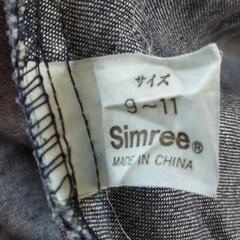 サイズ
9～11
Simree®
MADE IN CHINA